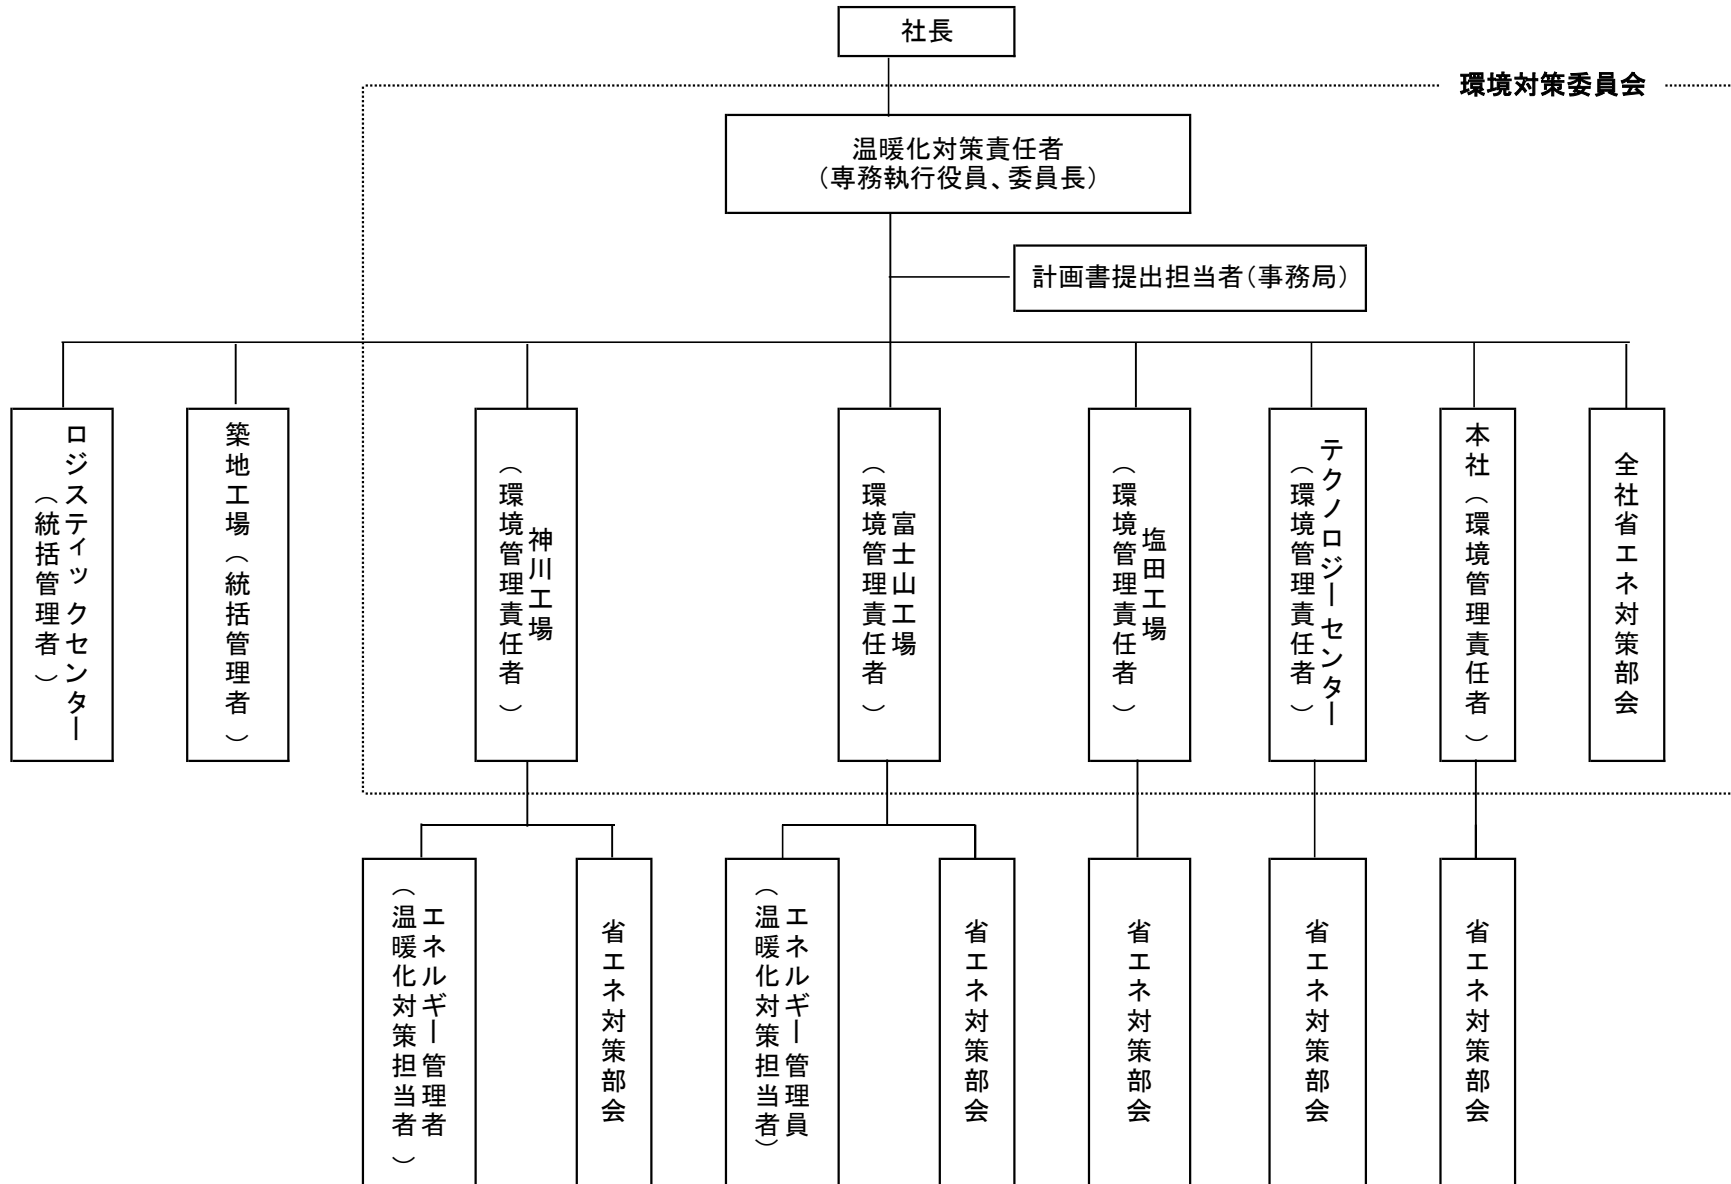 社長
環境対策委員会
温暖化対策責任者
（専務執行役員、委員長）
計画書提出担当者（事務局）
ロジスティックセンター
（統括管理者）
築地工場（統括管理者）
神川工場
（環境管理責任者）
富士山工場
（環境管理責任者）
塩田工場
（環境管理責任者）
テクノロジーセンター
（環境管理責任者）
本社（環境管理責任者）
全社省エネ対策部会
エネルギー管理者
（温暖化対策担当者）
省エネ対策部会
エネルギー管理員
（温暖化対策担当者）
省エネ対策部会
省エネ対策部会
省エネ対策部会
省エネ対策部会